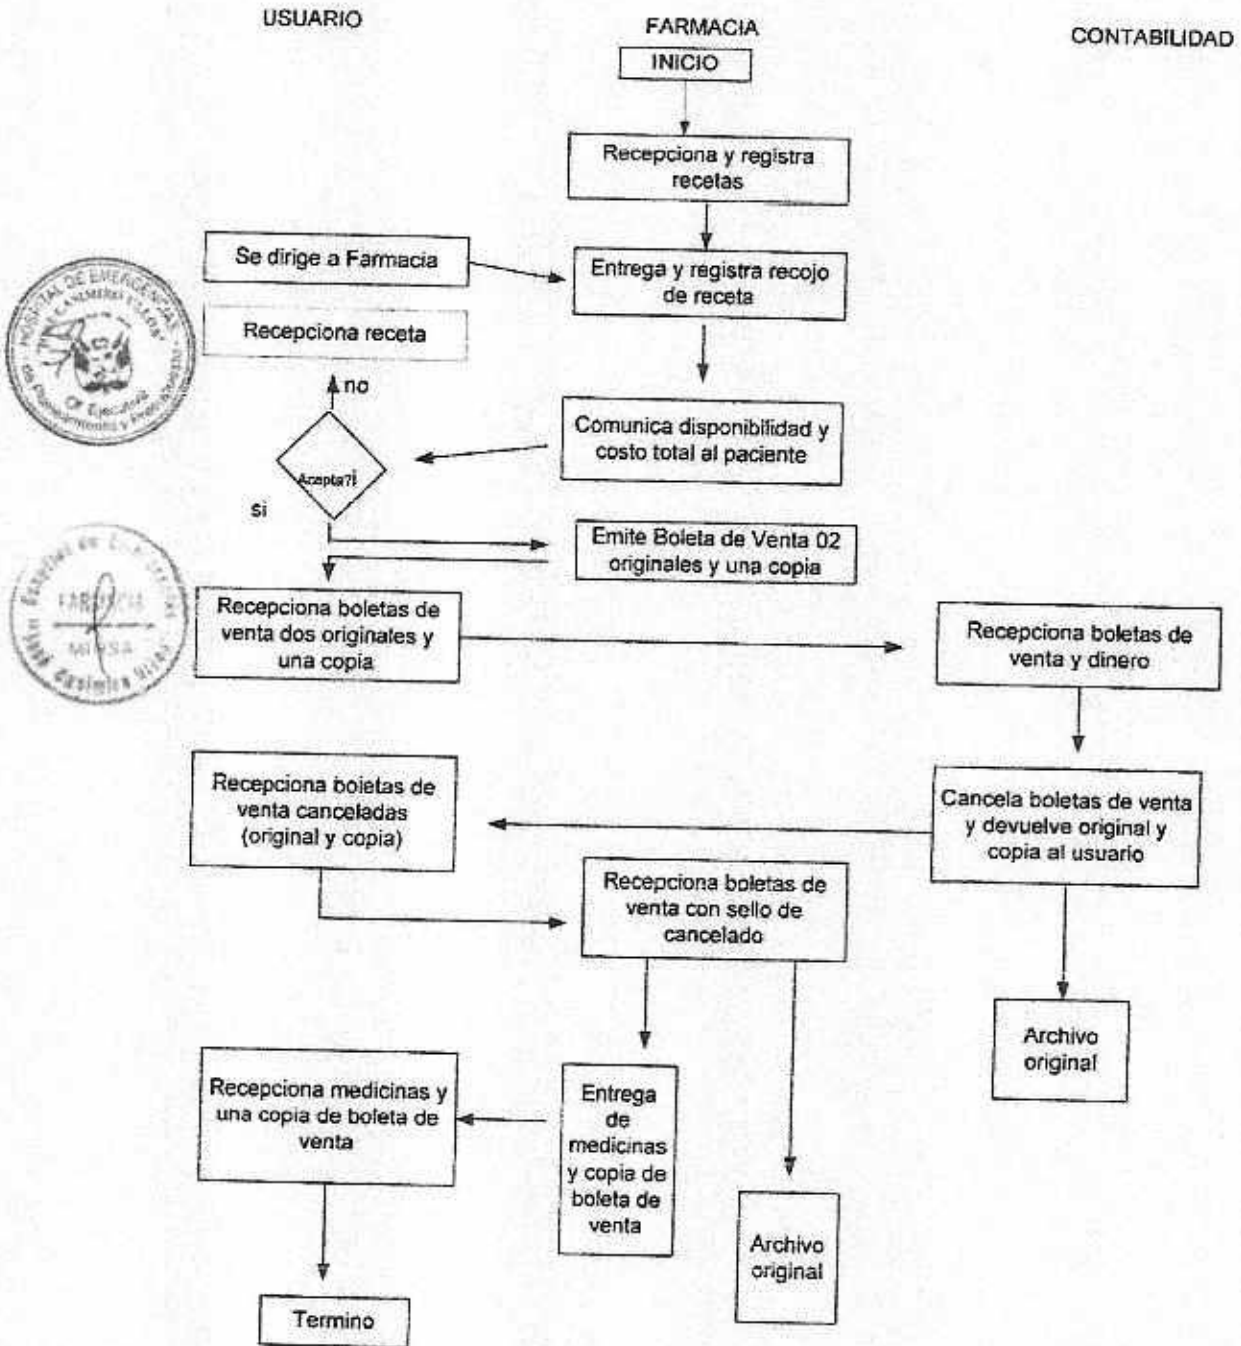 USUARIO
FARMACIA
CONTABILIDAD
INICIO
Recepciona y registra
recetas
Se dirige a Farmacia
Entrega y registra recojo
de receta
Recepciona receta
no
Comunica disponibilidad y
costo total al paciente
Acepta?i
si
Emite Boleta de Venta 02
originales y una copia
Recepciona boletas de
venta dos originales y
una copia
Recepciona boletas de
venta y dinero
Recepciona boletas de
venta canceladas
(original y copia)
Cancela boletas de venta
y devuelve original y
copia al usuario
Recepciona boletas de
venta con sello de
cancelado
Archivo
original
Recepciona medicinas y
una copia de boleta de
venta
Entrega
de
medicinas
y copia de
boleta de
venta
Archivo
original
Termino
HOSPITAL DE EMERGENCIAS
Of. Ejecutiva
FARMACIA
MINSA